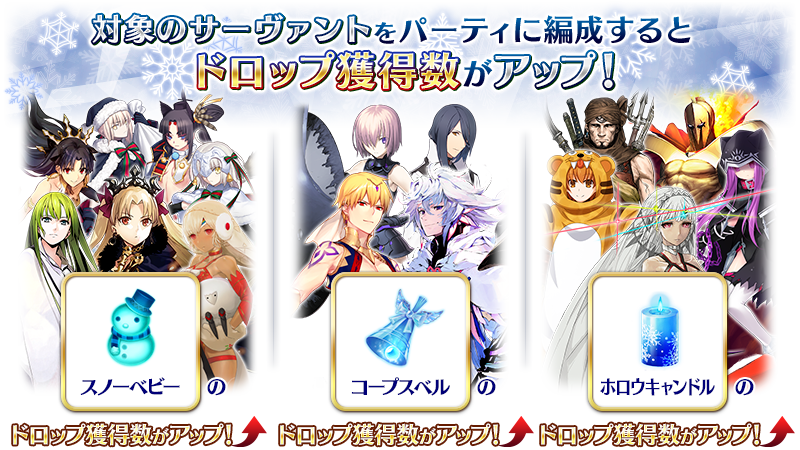 対象のサーヴァントをパーティに編成すると
ドロップ獲得数がアップ!
スノーベビー の
ドロップ獲得数がアップ!
コープスベル の
ドロップ獲得数がアップ!
ホロウキャンドル の
ドロップ獲得数がアップ!